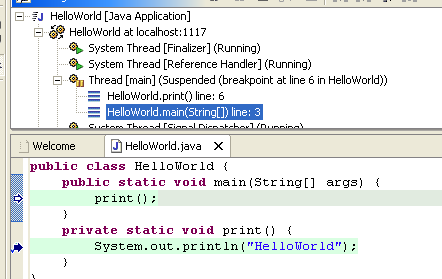 HelloWorld [Java Application]
HelloWorld at localhost:1117
System Thread [Finalizer] (Running)
System Thread [Reference Handler] (Running)
Thread [main] (Suspended (breakpoint at line 6 in HelloWorld))
HelloWorld.print() line: 6
HelloWorld.main(String[]) line: 3
System Thread [Signal Dispatcher] (Running)
Welcome
HelloWorld.java
public class HelloWorld {
public static void main(String[] args) {
print();
}
private static void print() {
System.out.println("HelloWorld");
}
}